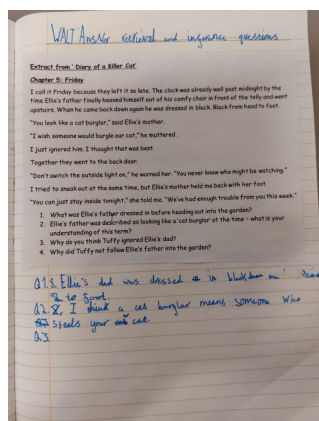 WALT Answer retrieval and inference questions
Extract from ' Diary of a Killer Cat'
Chapter 5: Friday
I call it Friday because they left it so late. The clock was already well past midnight by the
time Ellie's father finally heaved himself out of his comfy chair in front of the telly and went
upstairs. When he came back down again he was dressed in black. Black from head to foot.
"You look like a cat burglar," said Ellie's mother.
"I wish someone would burgle our cat," he muttered.
I just ignored him. I thought that was best.
Together they went to the back door.
"Don't switch the outside light on," he warned her. "You never know who might be watching."
I tried to sneak out at the same time, but Ellie's mother held me back with her foot.
"You can just stay inside tonight," she told me. "We've had enough trouble from you this week."
1. What was Ellie's father dressed in before heading out into the garden?
2. Ellie's father was described as looking like a 'cat burglar' at the time – what is your
understanding of this term?
3. Why do you think Tuffy ignored Ellie's dad?
4. Why did Tuffy not follow Ellie's father into the garden?
Q1. Ellie's dad was dressed in black
to foot.
Q2. I think a cat burglar means someone who
steals your cat.
Q3